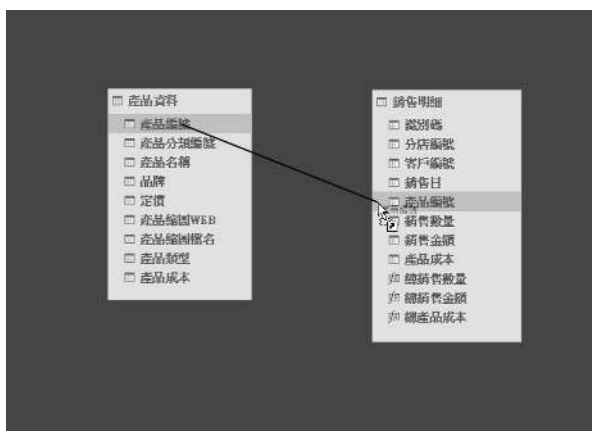 產品資料
產品編號
產品分類編號
產品名稱
品牌
定價
產品縮圖WEB
產品縮圖檔名
產品類型
產品成本
銷售明細
識別碼
分店編號
客戶編號
銷售日
產品編號
銷售數量
銷售金額
產品成本
總銷售數量
總銷售金額
總產品成本